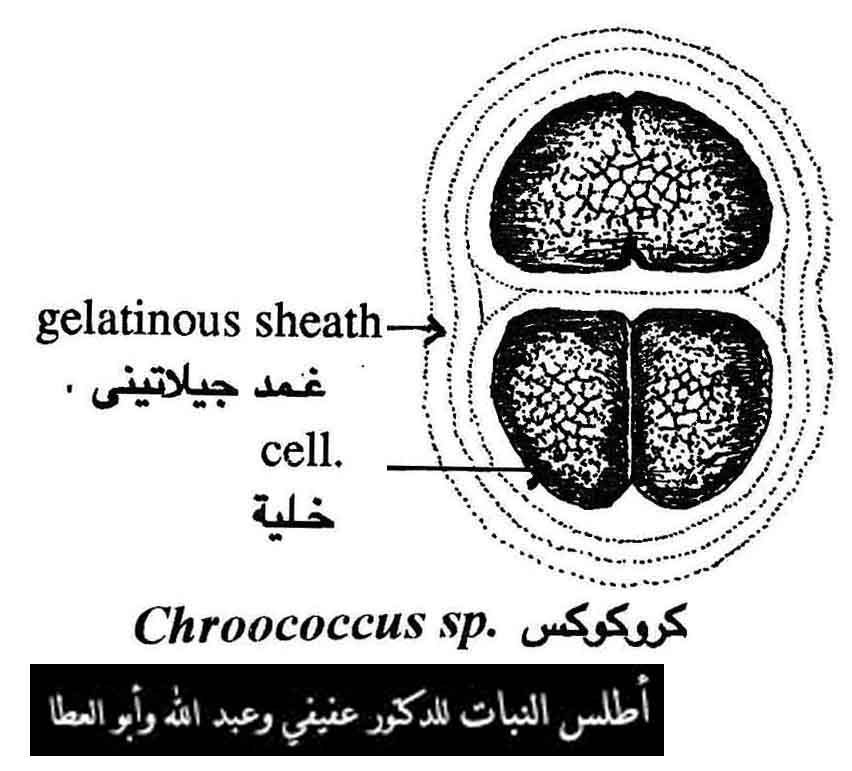 gelatinous sheath
غمد جيلاتينى .
cell.
خلية
Chroococcus sp. كروكوكس
أطلس النبات للدكتور عفيفي وعبد الله وأبو العطا